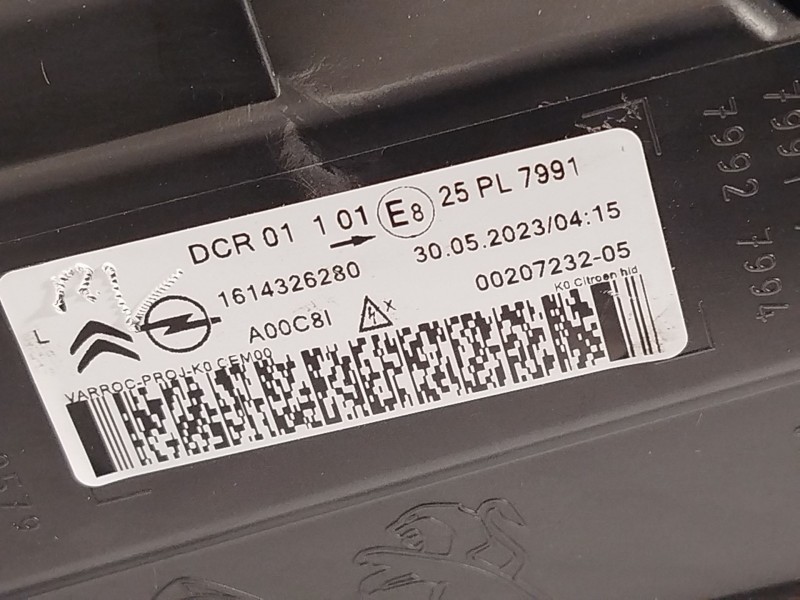 DCR 01 1 01 E8 25 PL 7991
1614326280 30.05.2023/04:15
L A00C8I X 00207232-05
K0 Citroen hid
VARROC-PROJ-K0 CEM00
7991
7992 7994